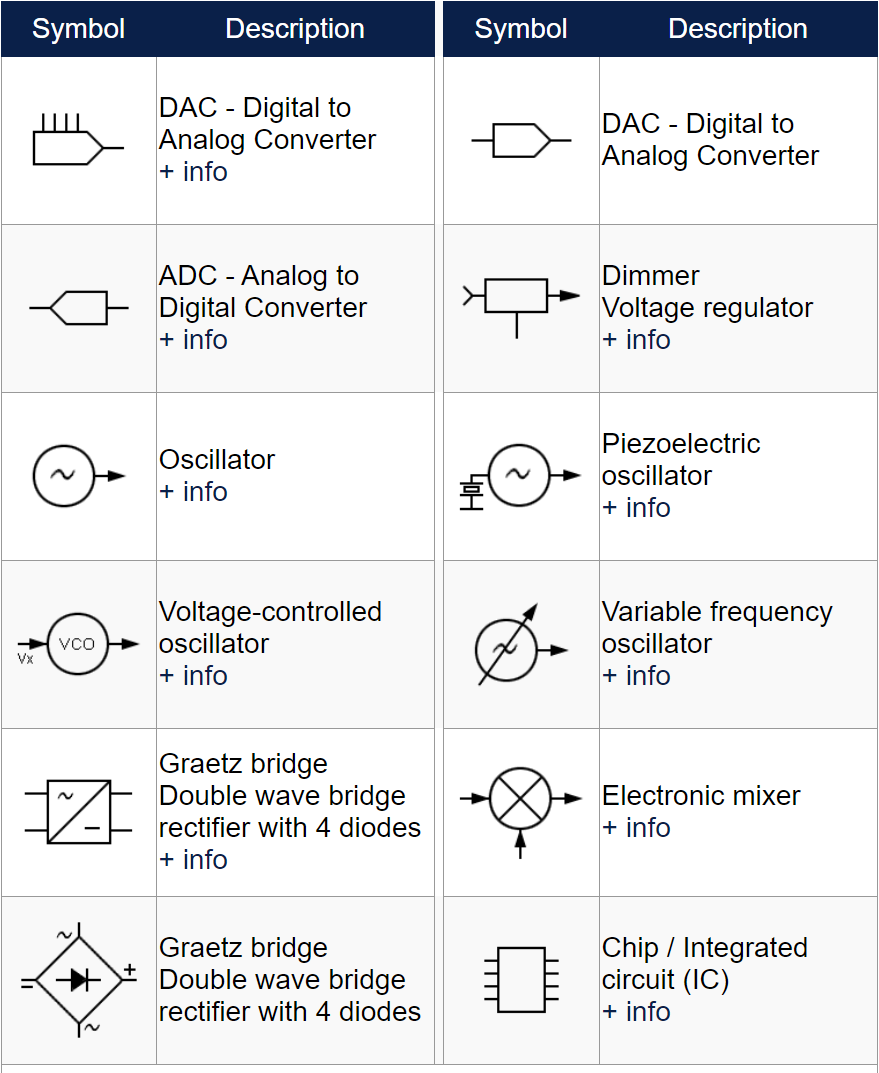 Symbol Description Symbol Description
DAC - Digital to
Analog Converter
+ info
DAC - Digital to
Analog Converter
ADC - Analog to
Digital Converter
+ info
Dimmer
Voltage regulator
+ info
Oscillator
+ info
Piezoelectric
oscillator
+ info
VCO
Vx
Voltage-controlled
oscillator
+ info
Variable frequency
oscillator
+ info
Graetz bridge
Double wave bridge
rectifier with 4 diodes
+ info
Electronic mixer
+ info
Graetz bridge
Double wave bridge
rectifier with 4 diodes
Chip / Integrated
circuit (IC)
+ info